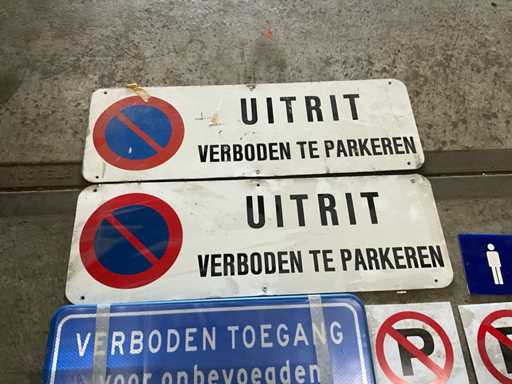 UITRIT
VERBODEN TE PARKEREN
UITRIT
VERBODEN TE PARKEREN
VERBODEN TOEGANG
voor onbevoegden
P
P